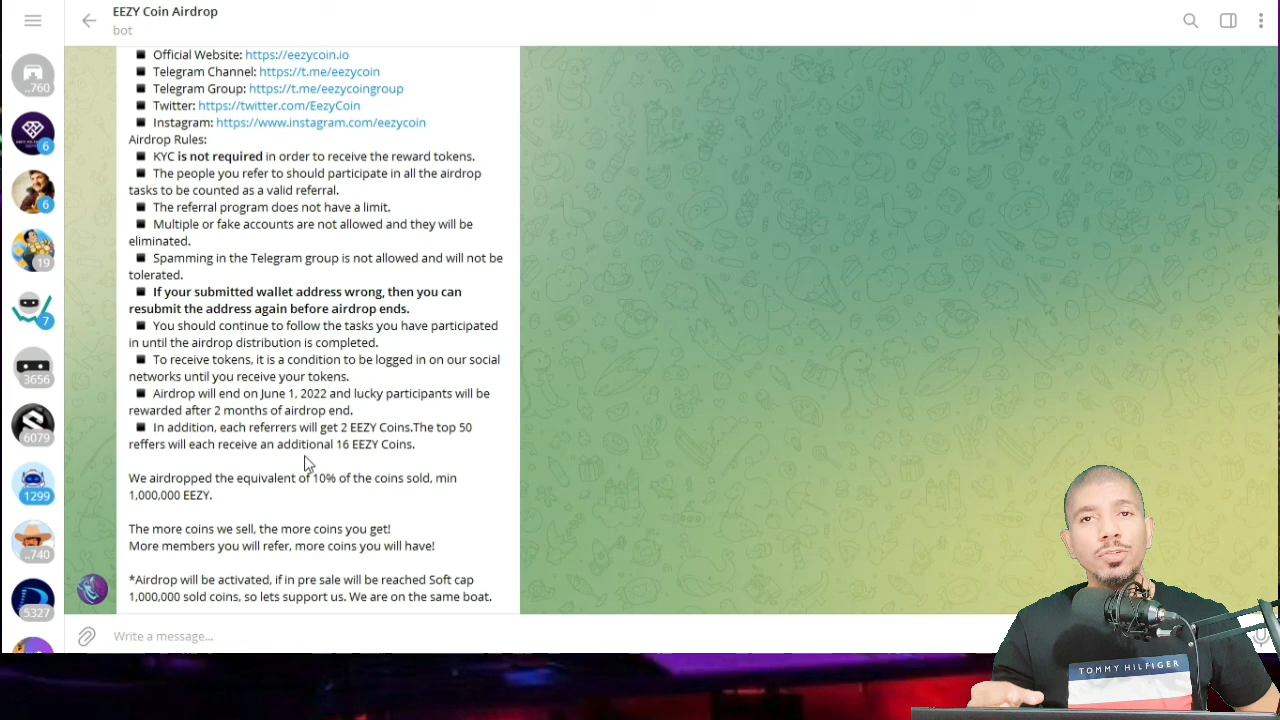 EEZY Coin Airdrop
bot
Official Website: https://eezycoin.io
Telegram Channel: https://t.me/eezycoin
Telegram Group: https://t.me/eezycoingroup
Twitter: https://twitter.com/EezyCoin
Instagram: https://www.instagram.com/eezycoin
Airdrop Rules:
KYC is not required in order to receive the reward tokens.
The people you refer to should participate in all the airdrop
tasks to be counted as a valid referral.
The referral program does not have a limit.
Multiple or fake accounts are not allowed and they will be
eliminated.
Spamming in the Telegram group is not allowed and will not be
tolerated.
If your submitted wallet address wrong, then you can
resubmit the address again before airdrop ends.
You should continue to follow the tasks you have participated
in until the airdrop distribution is completed.
To receive tokens, it is a condition to be logged in on our social
networks until you receive your tokens.
Airdrop will end on June 1, 2022 and lucky participants will be
rewarded after 2 months of airdrop end.
In addition, each referrers will get 2 EEZY Coins.The top 50
reffers will each receive an additional 16 EEZY Coins.
We airdropped the equivalent of 10% of the coins sold, min
1,000,000 EEZY.
The more coins we sell, the more coins you get!
More members you will refer, more coins you will have!
*Airdrop will be activated, if in pre sale will be reached Soft cap
1,000,000 sold coins, so lets support us. We are on the same boat.
Write a message...
..760
6
6
19
7
3656
6079
1299
..740
5327
TOMMY HILFIGER